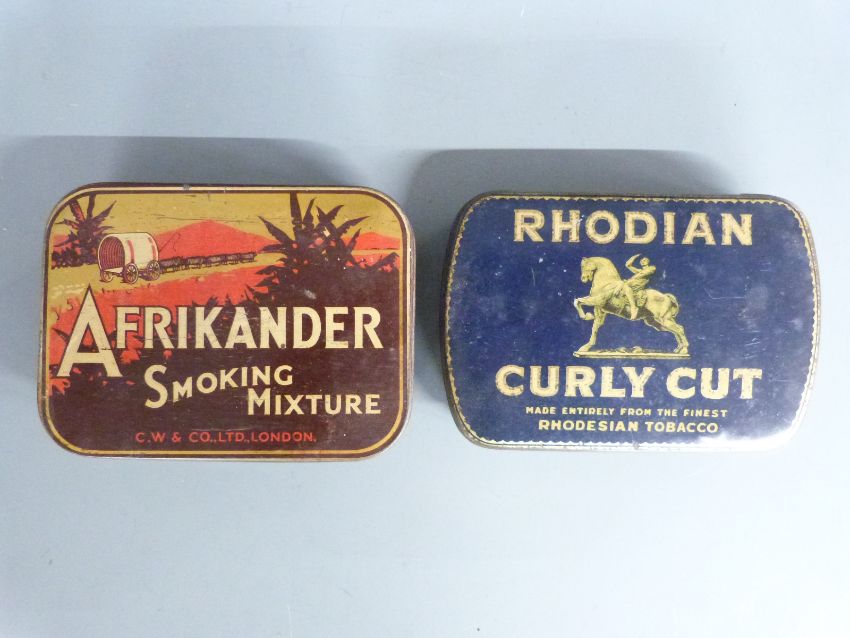 AFRIKANDER
SMOKING
MIXTURE
C.W & CO., LTD., LONDON.
RHODIAN
CURLY CUT
MADE ENTIRELY FROM THE FINEST
RHODESIAN TOBACCO